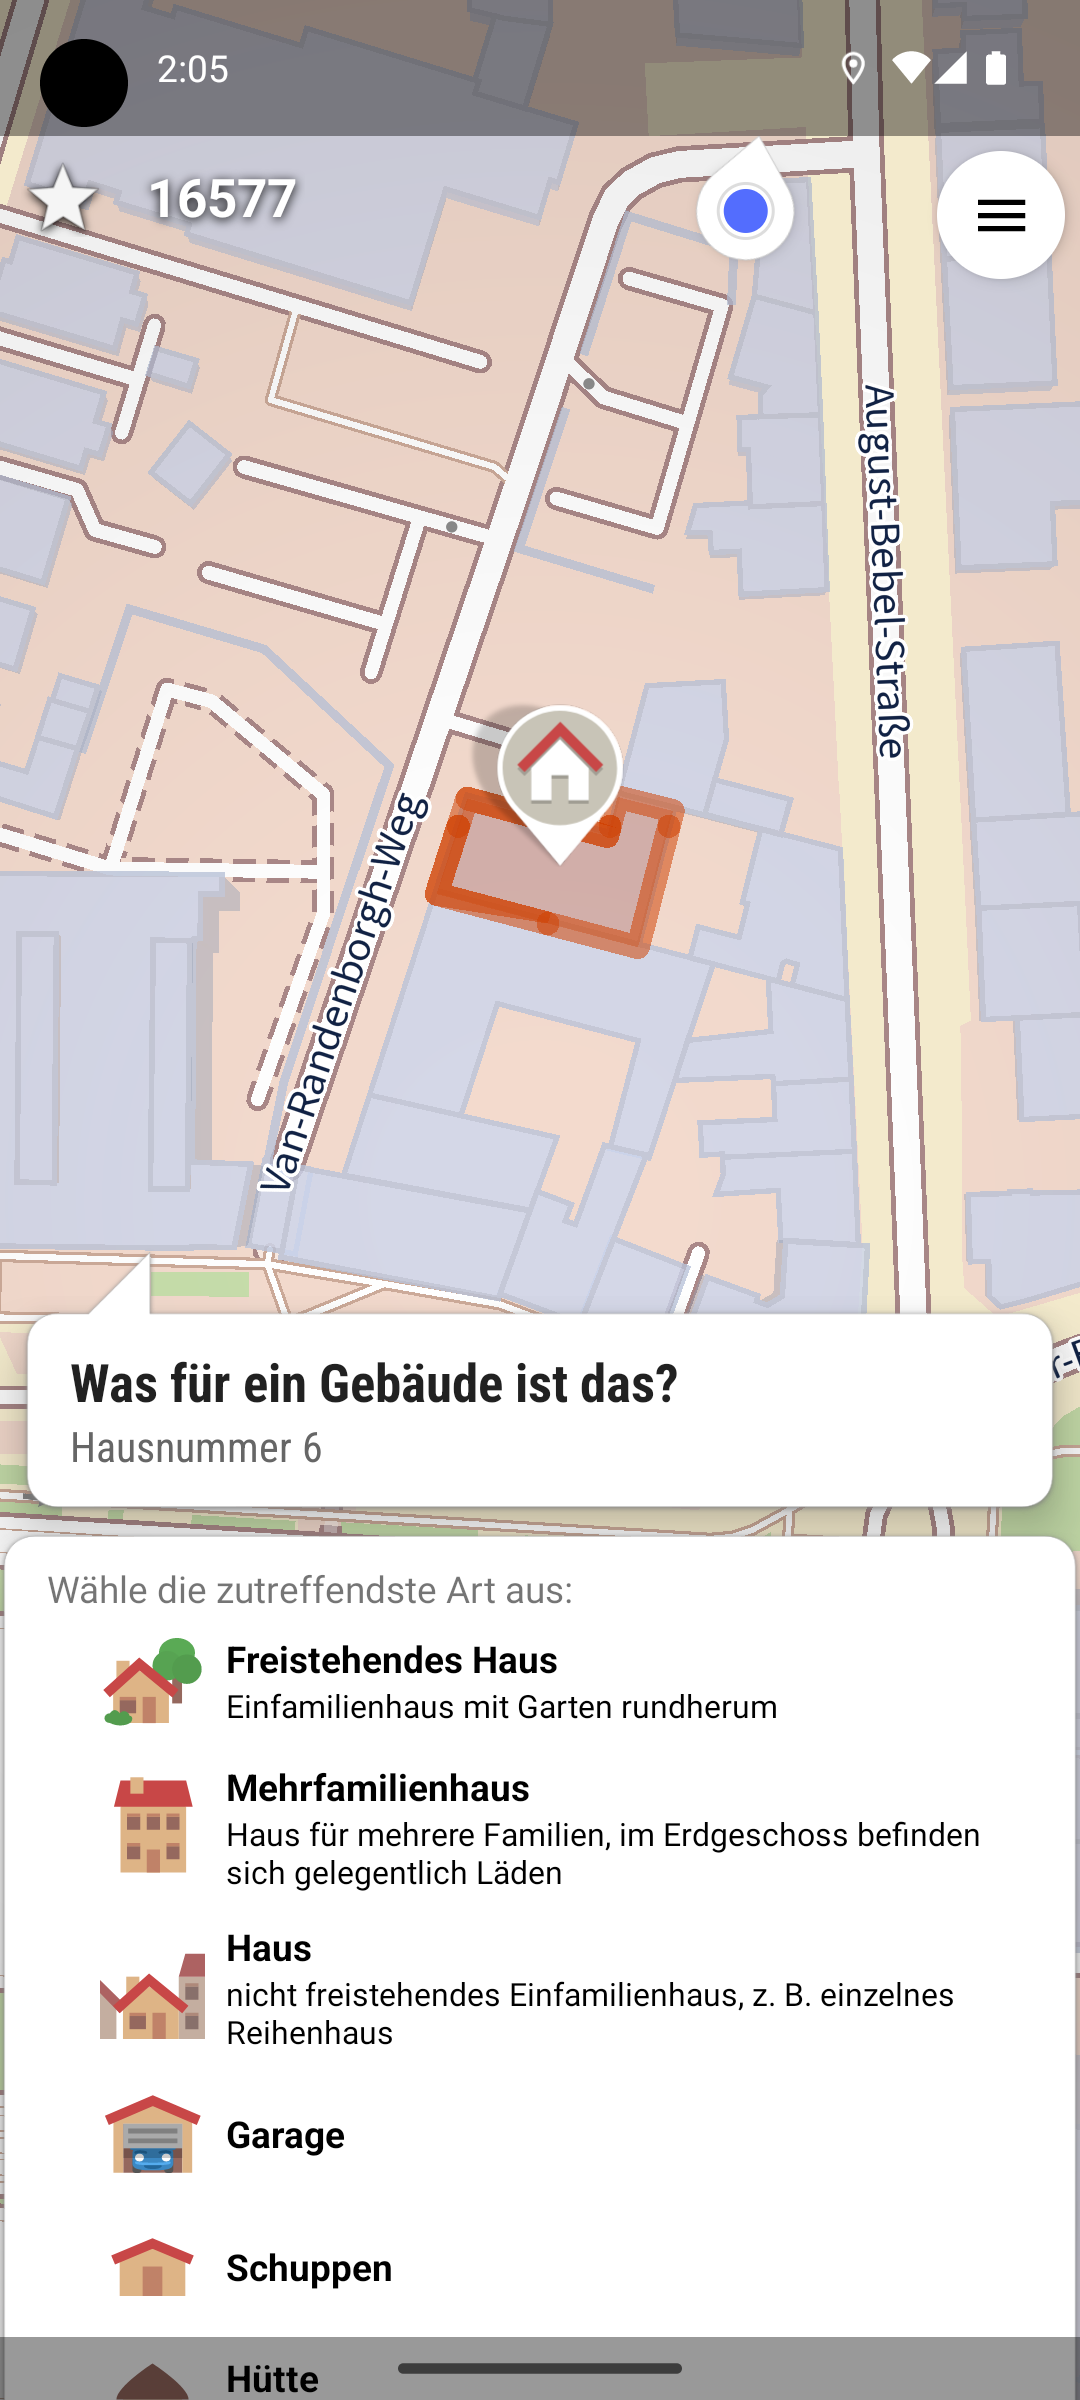 2:05
16577
August-Bebel-Straße
Van-Randenborgh-Weg
Was für ein Gebäude ist das?
Hausnummer 6
Wähle die zutreffendste Art aus:
Freistehendes Haus
Einfamilienhaus mit Garten rundherum
Mehrfamilienhaus
Haus für mehrere Familien, im Erdgeschoss befinden
sich gelegentlich Läden
Haus
nicht freistehendes Einfamilienhaus, z. B. einzelnes
Reihenhaus
Garage
Schuppen
Hütte